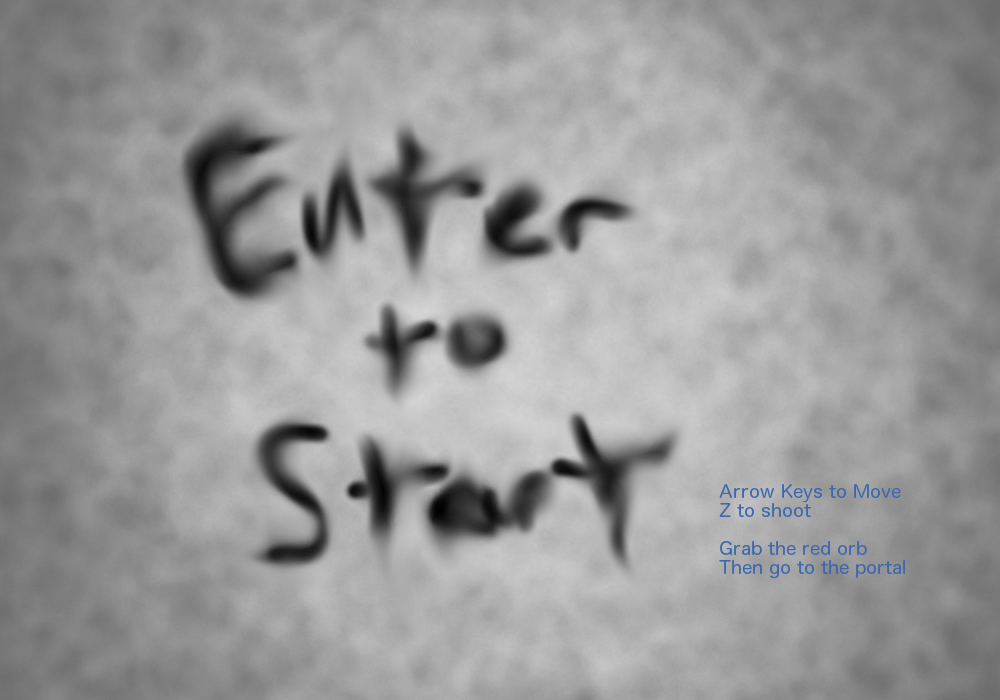 Enter
to
Start
Arrow Keys to Move
Z to shoot
Grab the red orb
Then go to the portal